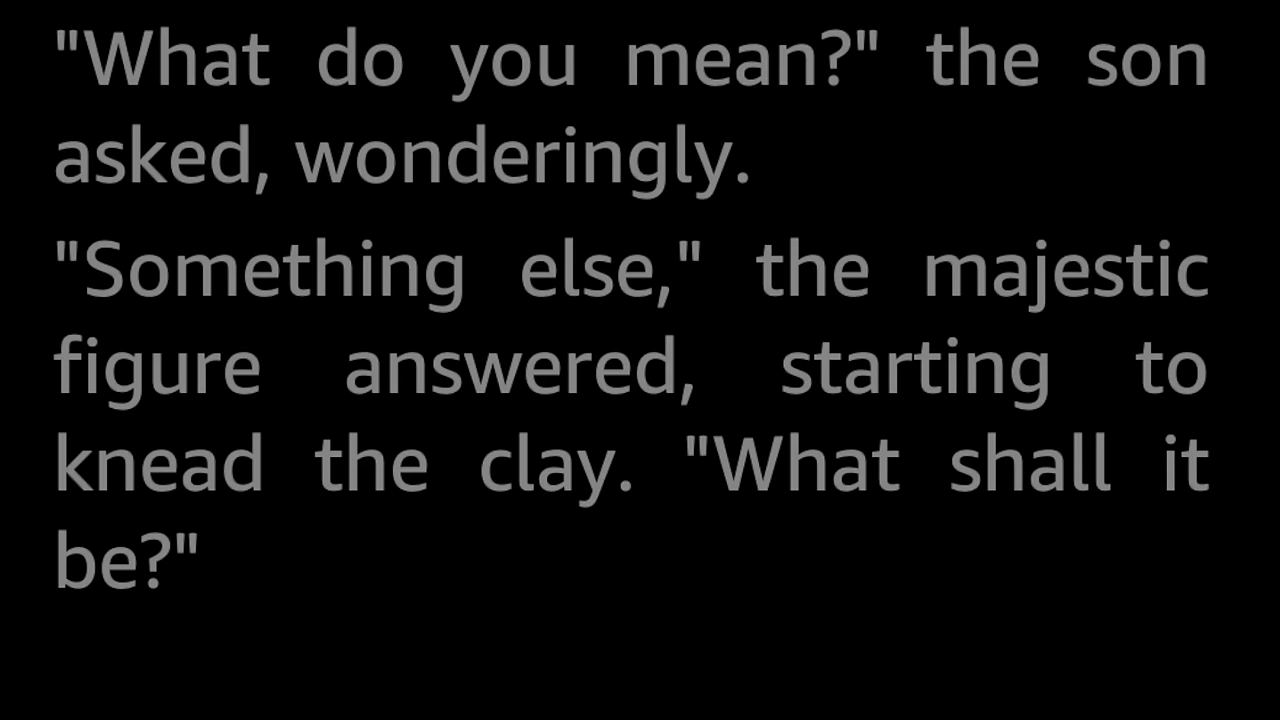 "What do you mean?" the son
asked, wonderingly.
"Something else," the majestic
figure answered, starting to
knead the clay. "What shall it
be?"